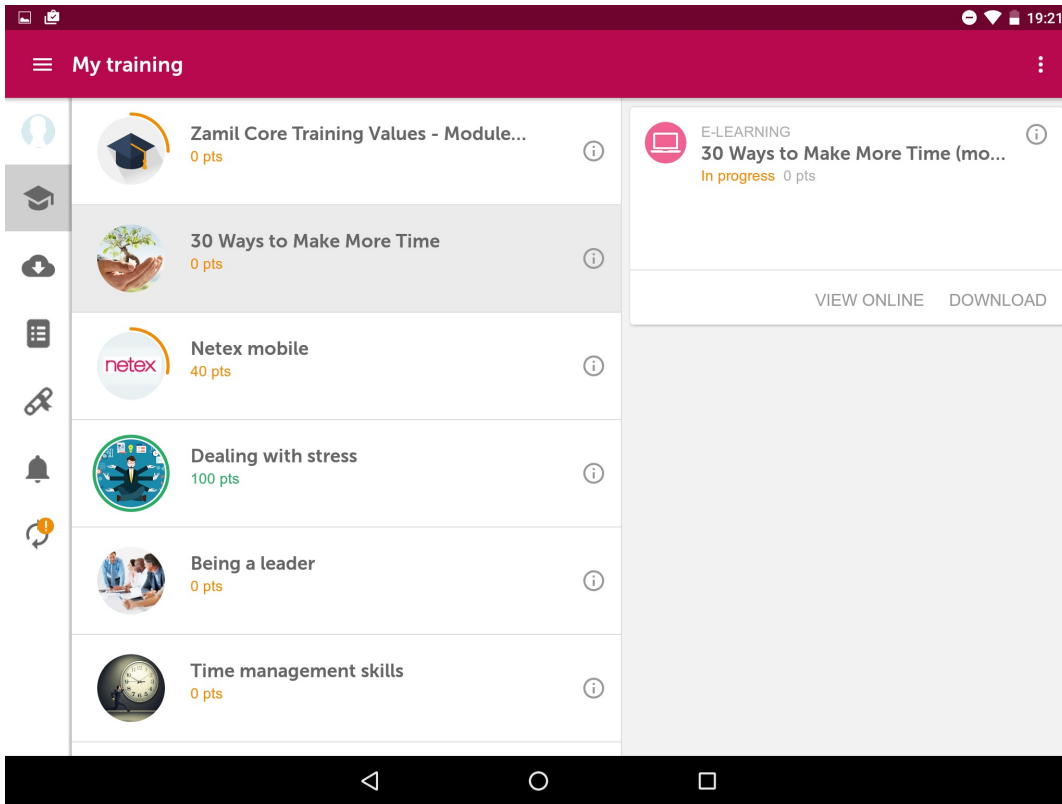 19:21
My training
Zamil Core Training Values - Module...
0 pts
30 Ways to Make More Time
0 pts
netex
Netex mobile
40 pts
Dealing with stress
100 pts
Being a leader
0 pts
Time management skills
0 pts
E-LEARNING
30 Ways to Make More Time (mo...
In progress 0 pts
VIEW ONLINE DOWNLOAD